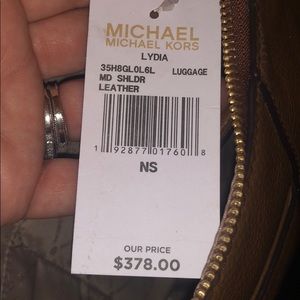 MICHAEL
MICHAEL KORS
LYDIA
35H8GL0L6L LUGGAGE
MD SHLDR
LEATHER
1 92877 01760 8
NS
OUR PRICE
$378.00